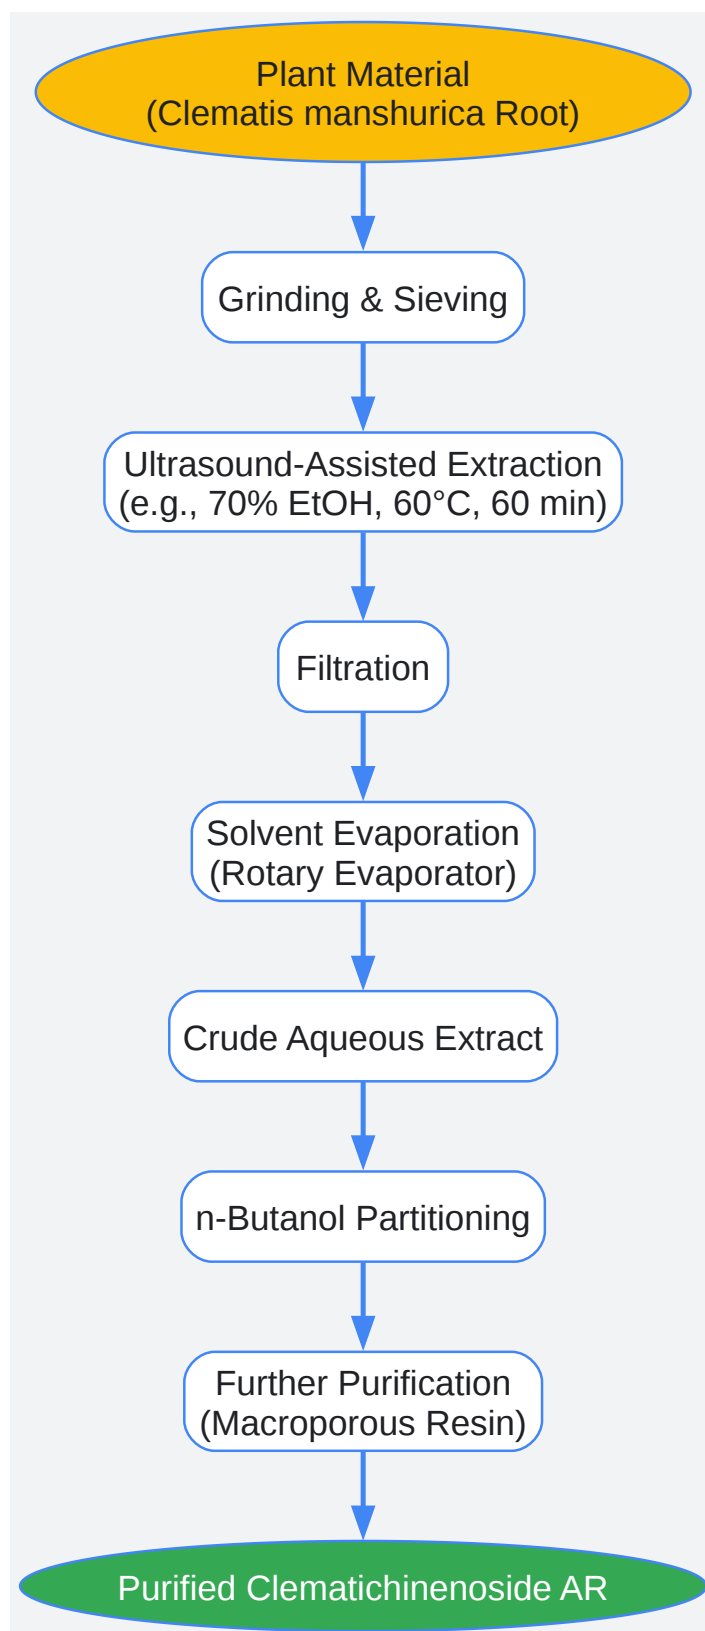 Plant Material
(Clematis manshurica Root)
Grinding & Sieving
Ultrasound-Assisted Extraction
(e.g., 70% EtOH, 60°C, 60 min)
Filtration
Solvent Evaporation
(Rotary Evaporator)
Crude Aqueous Extract
n-Butanol Partitioning
Further Purification
(Macroporous Resin)
Purified Clematichinenoside AR